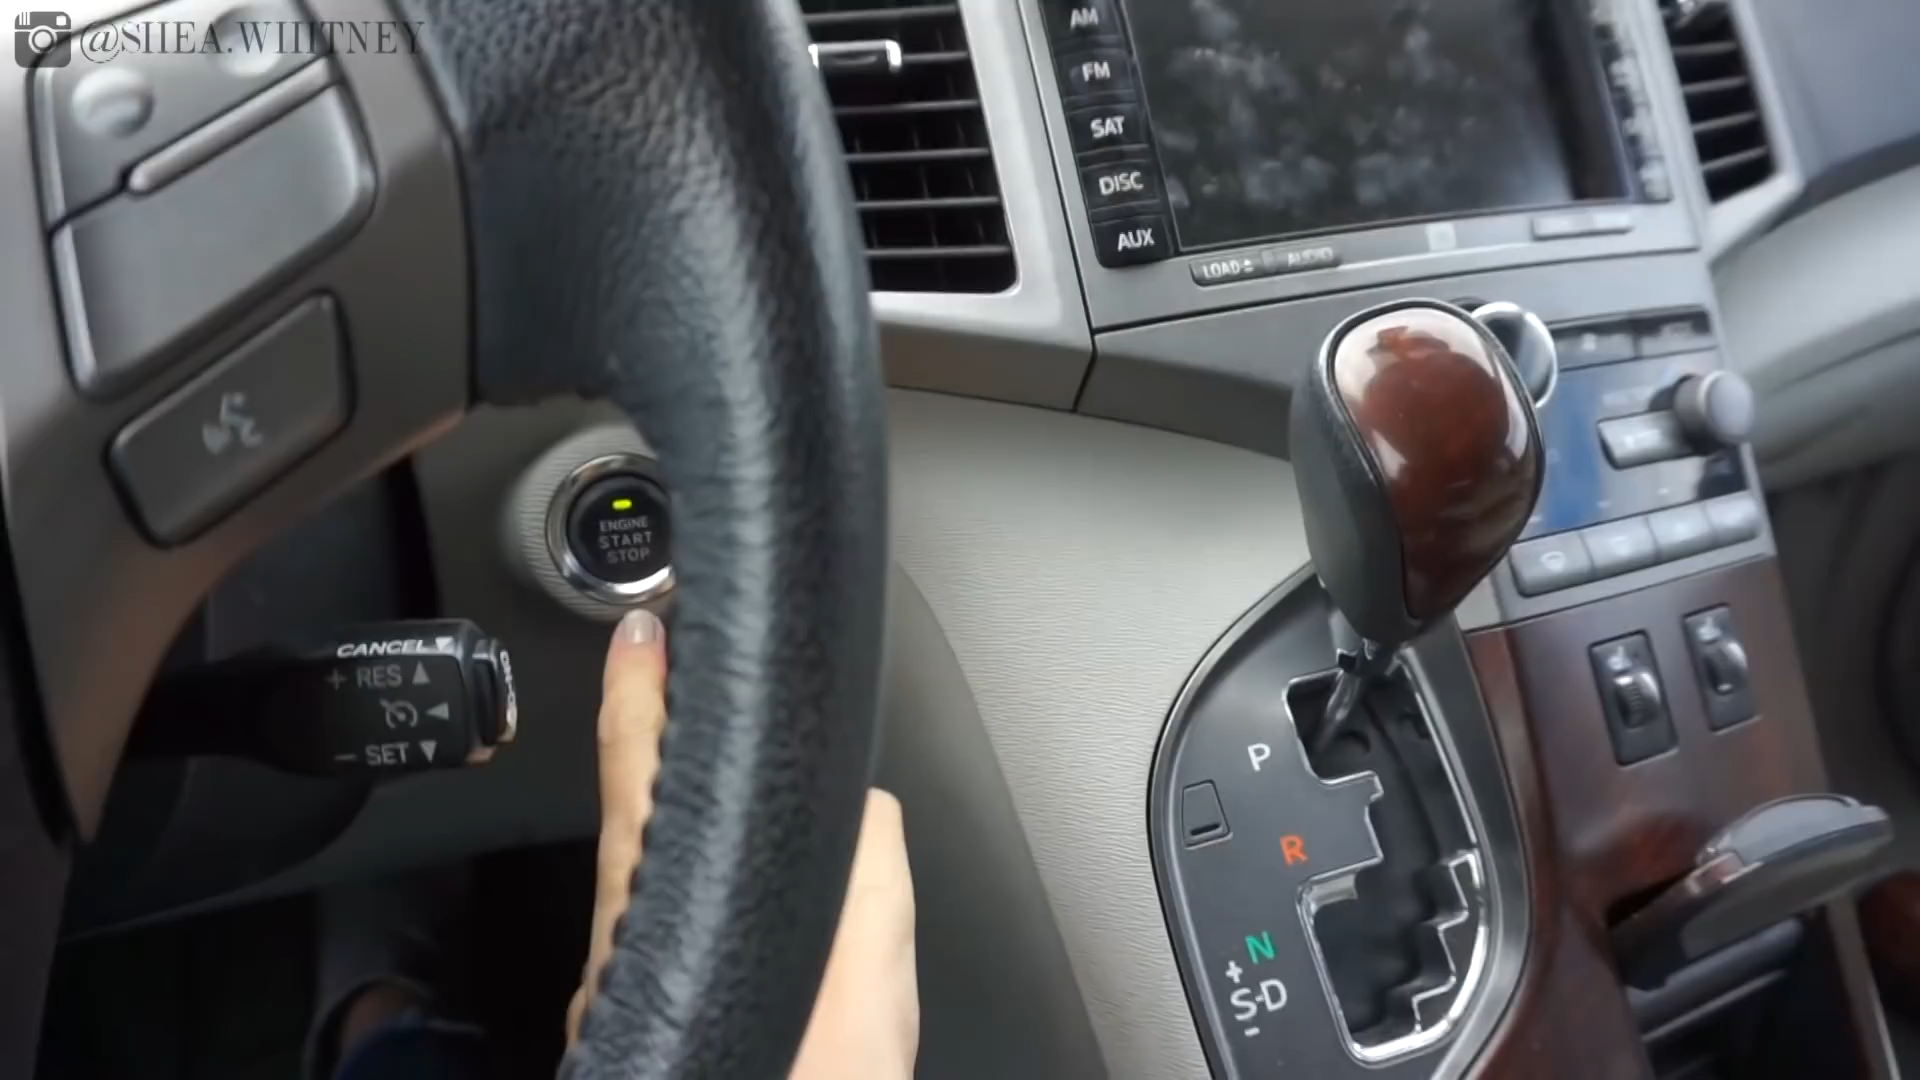 @SHEA.WHITNEY
AM
FM
SAT
DISC
AUX
LOAD
AUDIO
ENGINE
START
STOP
CANCEL▼
+ RES ▲
◀
– SET ▼
P
R
N
+
S-D
-